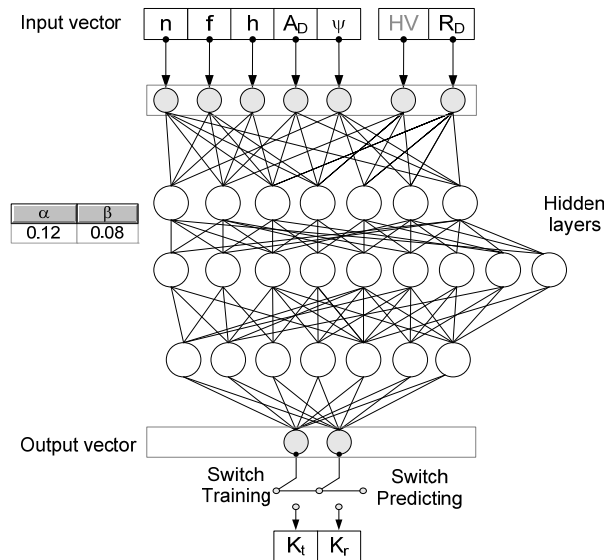 Input vector
n f h A_D ψ HV R_D
Hidden
layers
α β
0.12 0.08
Output vector
Switch
Training
Switch
Predicting
K_t K_r